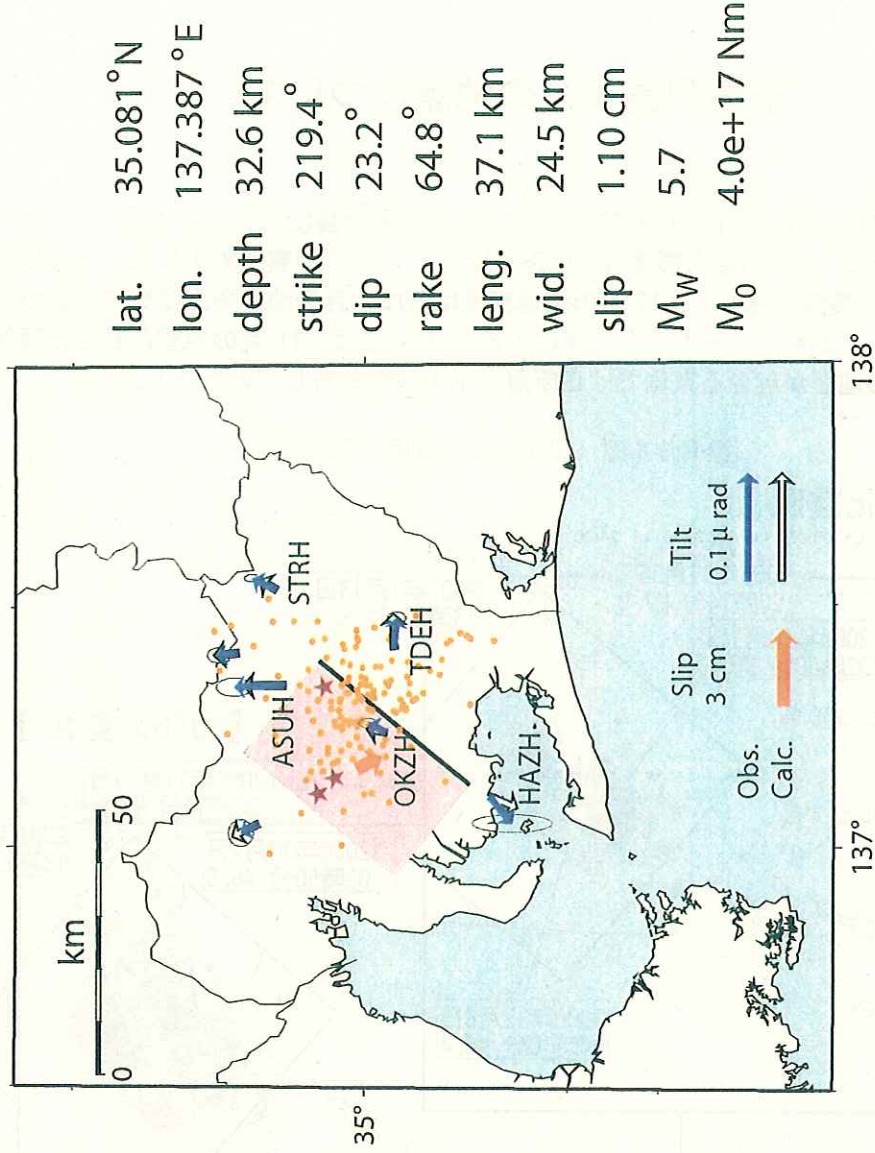 km
0
50
35°
137°
138°
ASUH
STRH
TDEH
OKZH
HAZH
Slip
3 cm
Tilt
0.1 μ rad
Obs.
Calc.
lat. 35.081°N
lon. 137.387°E
depth 32.6 km
strike 219.4°
dip 23.2°
rake 64.8°
leng. 37.1 km
wid. 24.5 km
slip 1.10 cm
MW 5.7
M0 4.0e+17 Nm